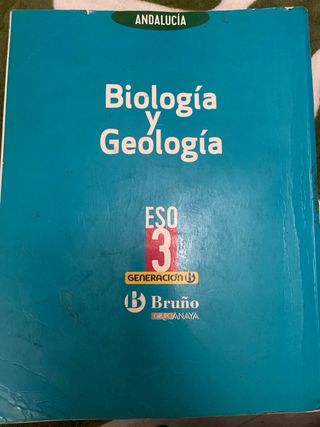 ANDALUCÍA
Biología
y
Geología
ESO
3
GENERACIÓN B
B Bruño
GRUPO ANAYA